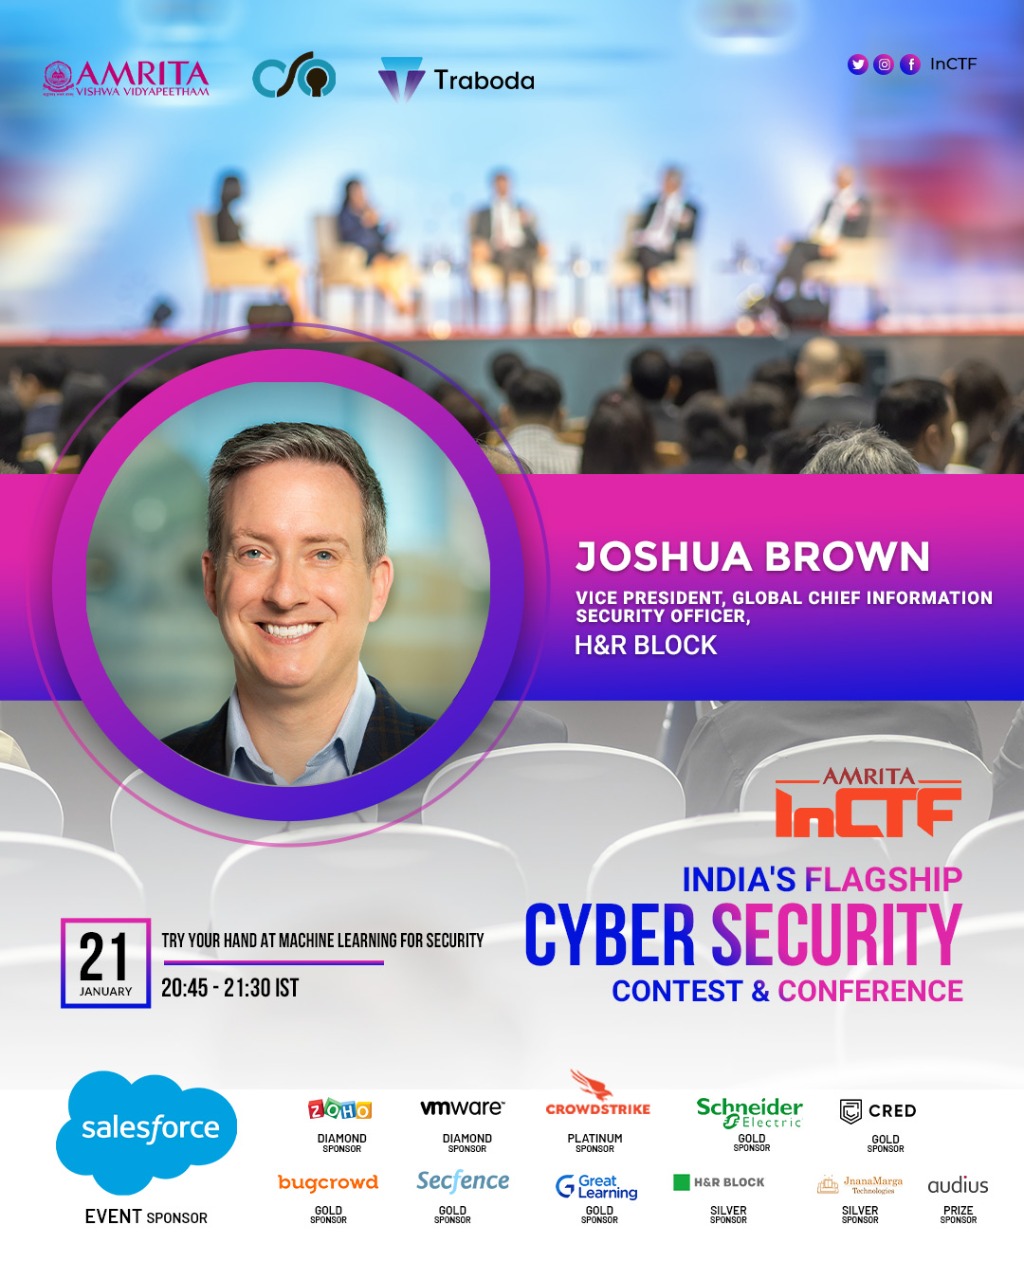 AMRITA
VISHWA VIDYAPEETHAM
Traboda
InCTF
JOSHUA BROWN
VICE PRESIDENT, GLOBAL CHIEF INFORMATION
SECURITY OFFICER,
H&R BLOCK
AMRITA
InCTF
INDIA'S FLAGSHIP
CYBER SECURITY
CONTEST & CONFERENCE
21
JANUARY
TRY YOUR HAND AT MACHINE LEARNING FOR SECURITY
20:45 - 21:30 IST
salesforce
EVENT SPONSOR
ZOHO
DIAMOND
SPONSOR
vmware
DIAMOND
SPONSOR
CROWDSTRIKE
PLATINUM
SPONSOR
Schneider
Electric
GOLD
SPONSOR
CRED
GOLD
SPONSOR
bugcrowd
GOLD
SPONSOR
Secfence
GOLD
SPONSOR
Great
Learning
GOLD
SPONSOR
H&R BLOCK
SILVER
SPONSOR
JnanaMarga
Technologies
SILVER
SPONSOR
audius
PRIZE
SPONSOR